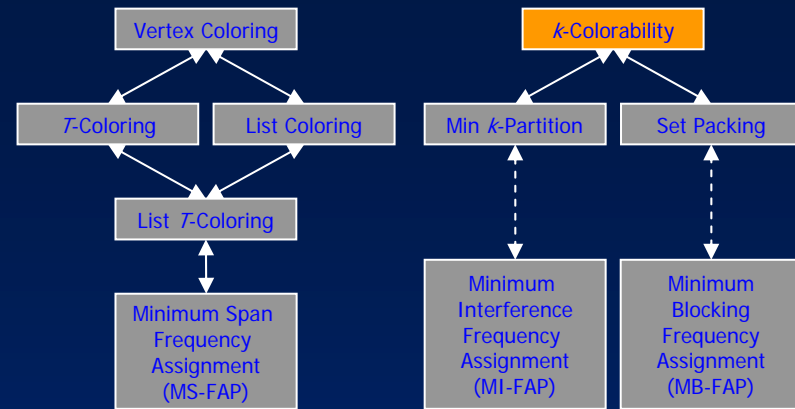 Vertex Coloring
k-Colorability
T-Coloring
List Coloring
Min k-Partition
Set Packing
List T-Coloring
Minimum Span
Frequency
Assignment
(MS-FAP)
Minimum
Interference
Frequency
Assignment
(MI-FAP)
Minimum
Blocking
Frequency
Assignment
(MB-FAP)